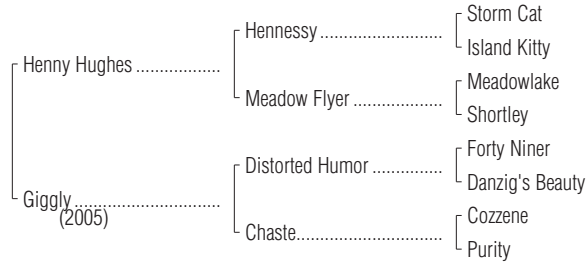 Storm Cat
Hennessy ............................
Island Kitty
Henny Hughes ..................
Meadowlake
Meadow Flyer ....................
Shortley
Forty Niner
Distorted Humor ................
Danzig's Beauty
Giggly ...............................
(2005)
Cozzene
Chaste.................................
Purity